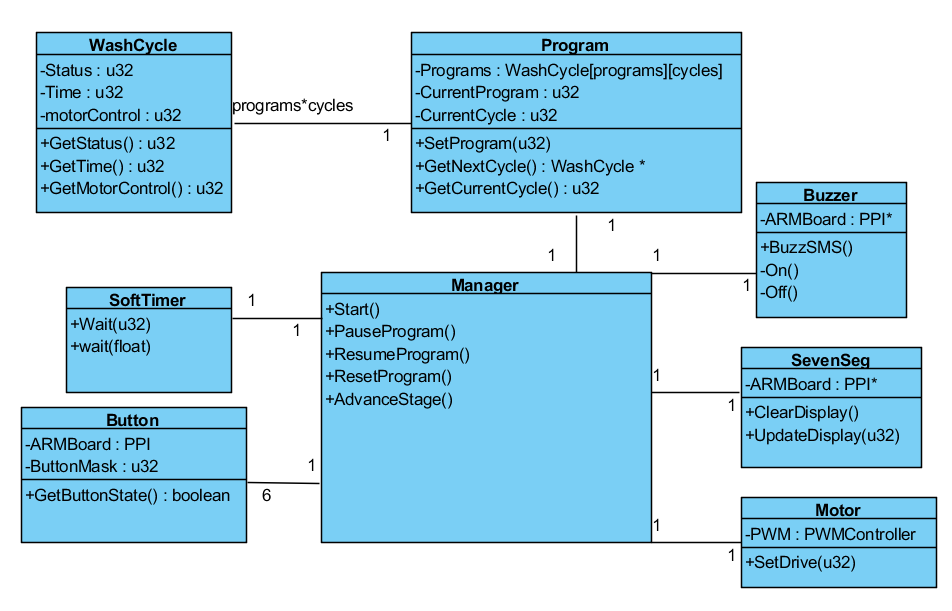 WashCycle
-Status : u32
-Time : u32
-motorControl : u32
+GetStatus() : u32
+GetTime() : u32
+GetMotorControl() : u32
programs*cycles
1
Program
-Programs : WashCycle[programs][cycles]
-CurrentProgram : u32
-CurrentCycle : u32
+SetProgram(u32)
+GetNextCycle() : WashCycle *
+GetCurrentCycle() : u32
1
1
Buzzer
-ARMBoard : PPI*
+BuzzSMS()
-On()
-Off()
1
1
SoftTimer
+Wait(u32)
+wait(float)
1
1
Manager
+Start()
+PauseProgram()
+ResumeProgram()
+ResetProgram()
+AdvanceStage()
SevenSeg
-ARMBoard : PPI*
+ClearDisplay()
+UpdateDisplay(u32)
1
1
Button
-ARMBoard : PPI
-ButtonMask : u32
+GetButtonState() : boolean
1
6
Motor
-PWM : PWMController
+SetDrive(u32)
1
1